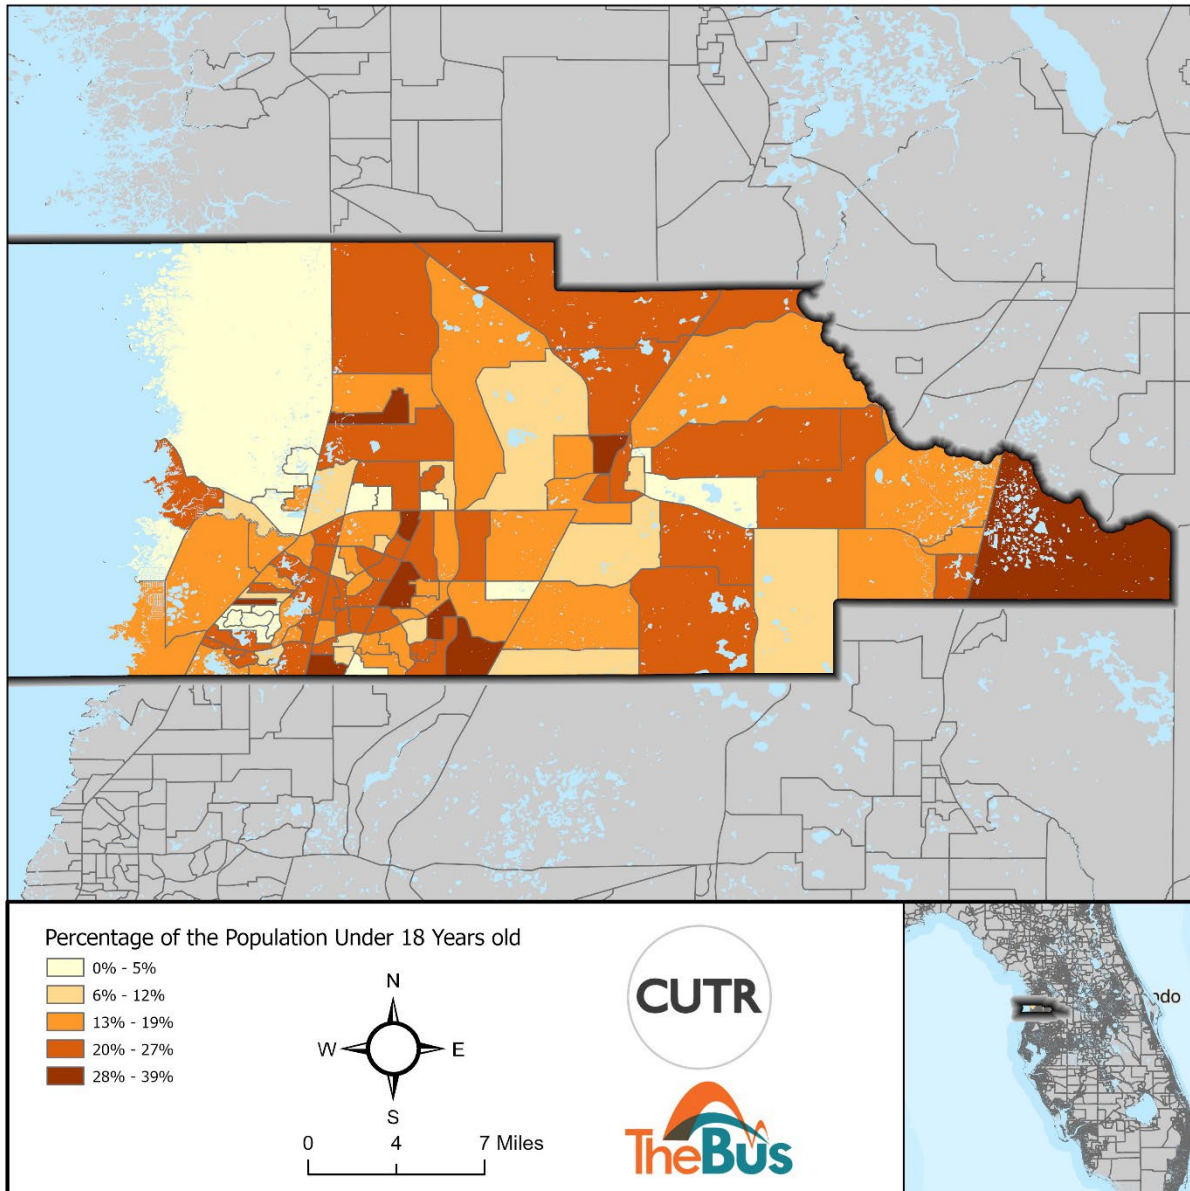 Percentage of the Population Under 18 Years old
0% - 5%
6% - 12%
13% - 19%
20% - 27%
28% - 39%
N
W
E
S
0
4
7 Miles
CUTR
TheBus
ndo